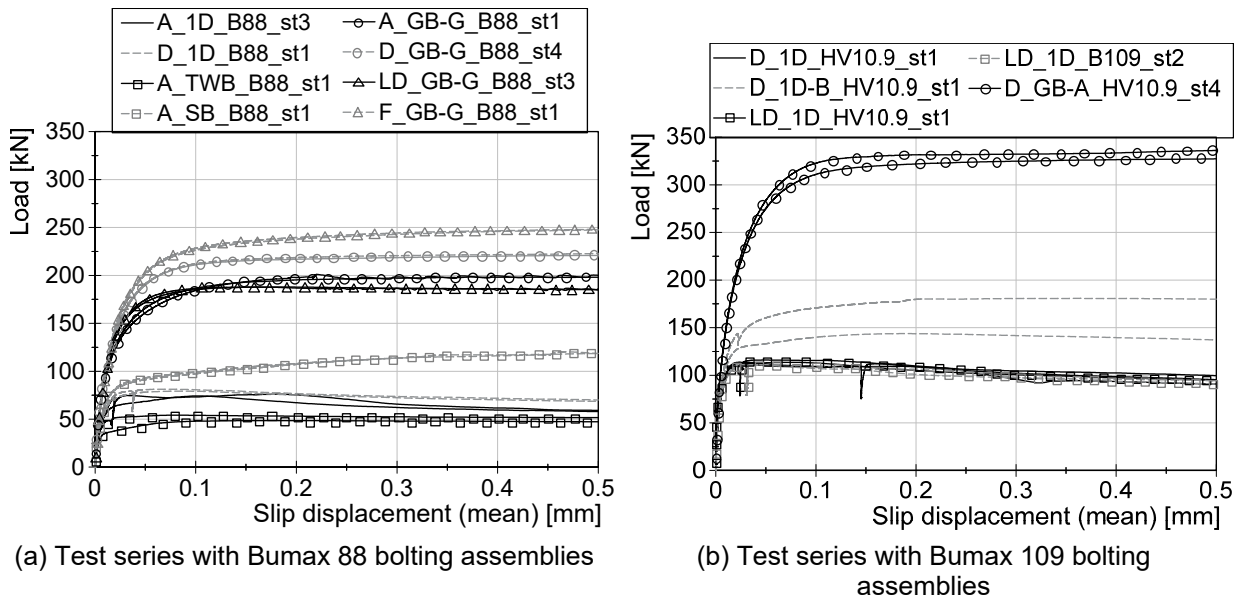 A_1D_B88_st3 A_GB-G_B88_st1
D_1D_B88_st1 D_GB-G_B88_st4
A_TWB_B88_st1 LD_GB-G_B88_st3
A_SB_B88_st1 F_GB-G_B88_st1
Load [kN]
350
300
250
200
150
100
50
0
0 0.1 0.2 0.3 0.4 0.5
Slip displacement (mean) [mm]
(a) Test series with Bumax 88 bolting assemblies
D_1D_HV10.9_st1 LD_1D_B109_st2
D_1D-B_HV10.9_st1 D_GB-A_HV10.9_st4
LD_1D_HV10.9_st1
Load [kN]
350
300
250
200
150
100
50
0
0 0.1 0.2 0.3 0.4 0.5
Slip displacement (mean) [mm]
(b) Test series with Bumax 109 bolting
assemblies